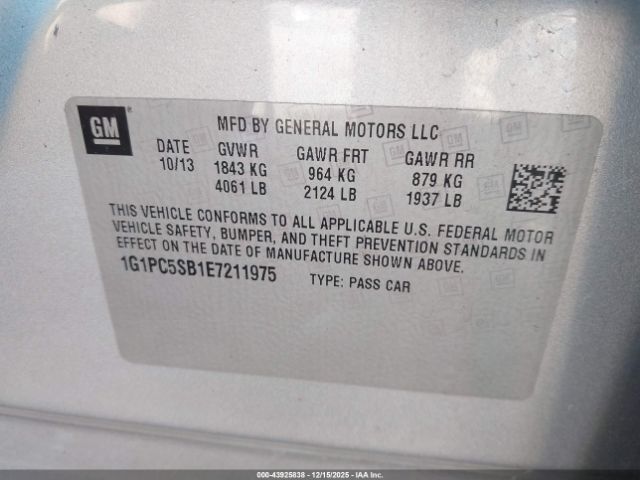 GM ®
MFD BY GENERAL MOTORS LLC
DATE GVWR GAWR FRT GAWR RR
10/13 1843 KG 964 KG 879 KG
4061 LB 2124 LB 1937 LB
THIS VEHICLE CONFORMS TO ALL APPLICABLE U.S. FEDERAL MOTOR
VEHICLE SAFETY, BUMPER, AND THEFT PREVENTION STANDARDS IN
EFFECT ON THE DATE OF MANUFACTURE SHOWN ABOVE.
1G1PC5SB1E7211975 TYPE: PASS CAR
000-43925838 - 12/15/2025 - IAA Inc.